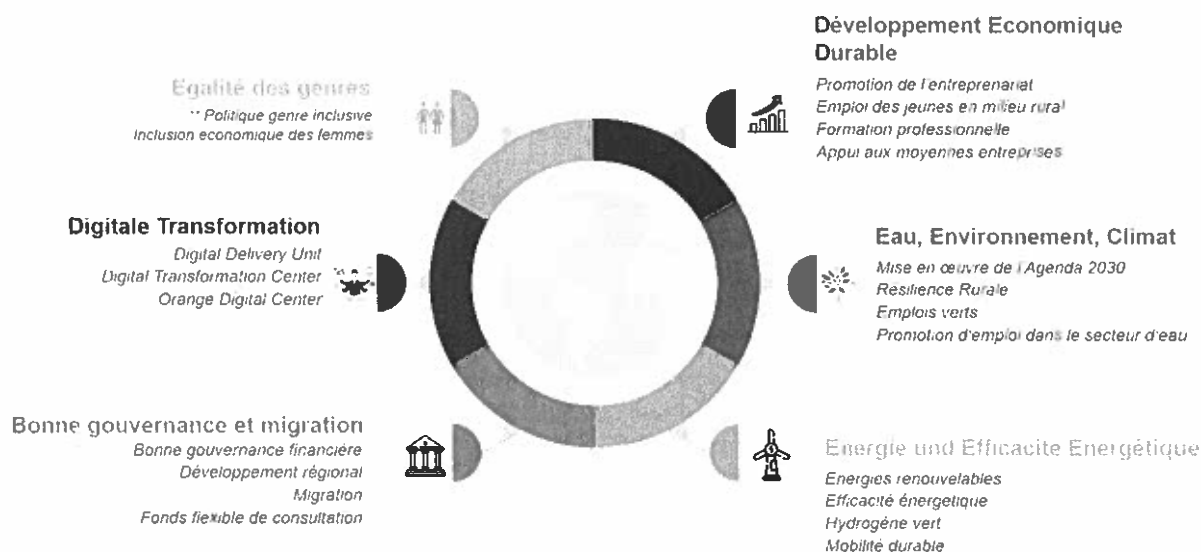 Développement Economique
Durable
Promotion de l'entreprenariat
Emploi des jeunes en milieu rural
Formation professionnelle
Appui aux moyennes entreprises
Egalité des genres
** Politique genre inclusive
Inclusion economique des femmes
Digitale Transformation
Digital Delivery Unit
Digital Transformation Center
Orange Digital Center
Eau, Environnement, Climat
Mise en œuvre de l'Agenda 2030
Resilience Rurale
Emplois verts
Promotion d'emploi dans le secteur d'eau
Bonne gouvernance et migration
Bonne gouvernance financière
Développement régional
Migration
Fonds flexible de consultation
Energie und Efficacite Energétique
Energies renouvelables
Efficacité énergetique
Hydrogène vert
Mobilité durable